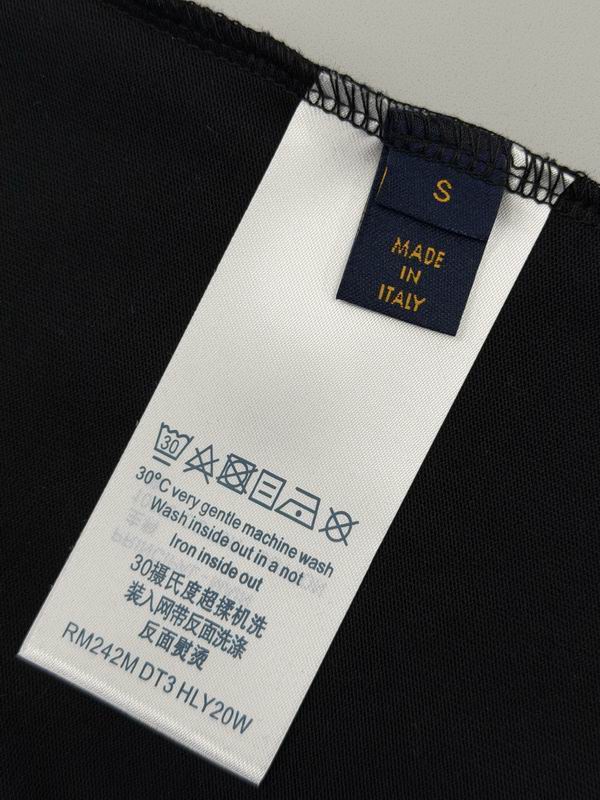 S
MADE
IN
ITALY
30
30°C very gentle machine wash
Wash inside out in a not
Iron inside out
30摄氏度超揉机洗
装入网带反面洗涤
反面熨烫
RM242M DT3 HLY20W